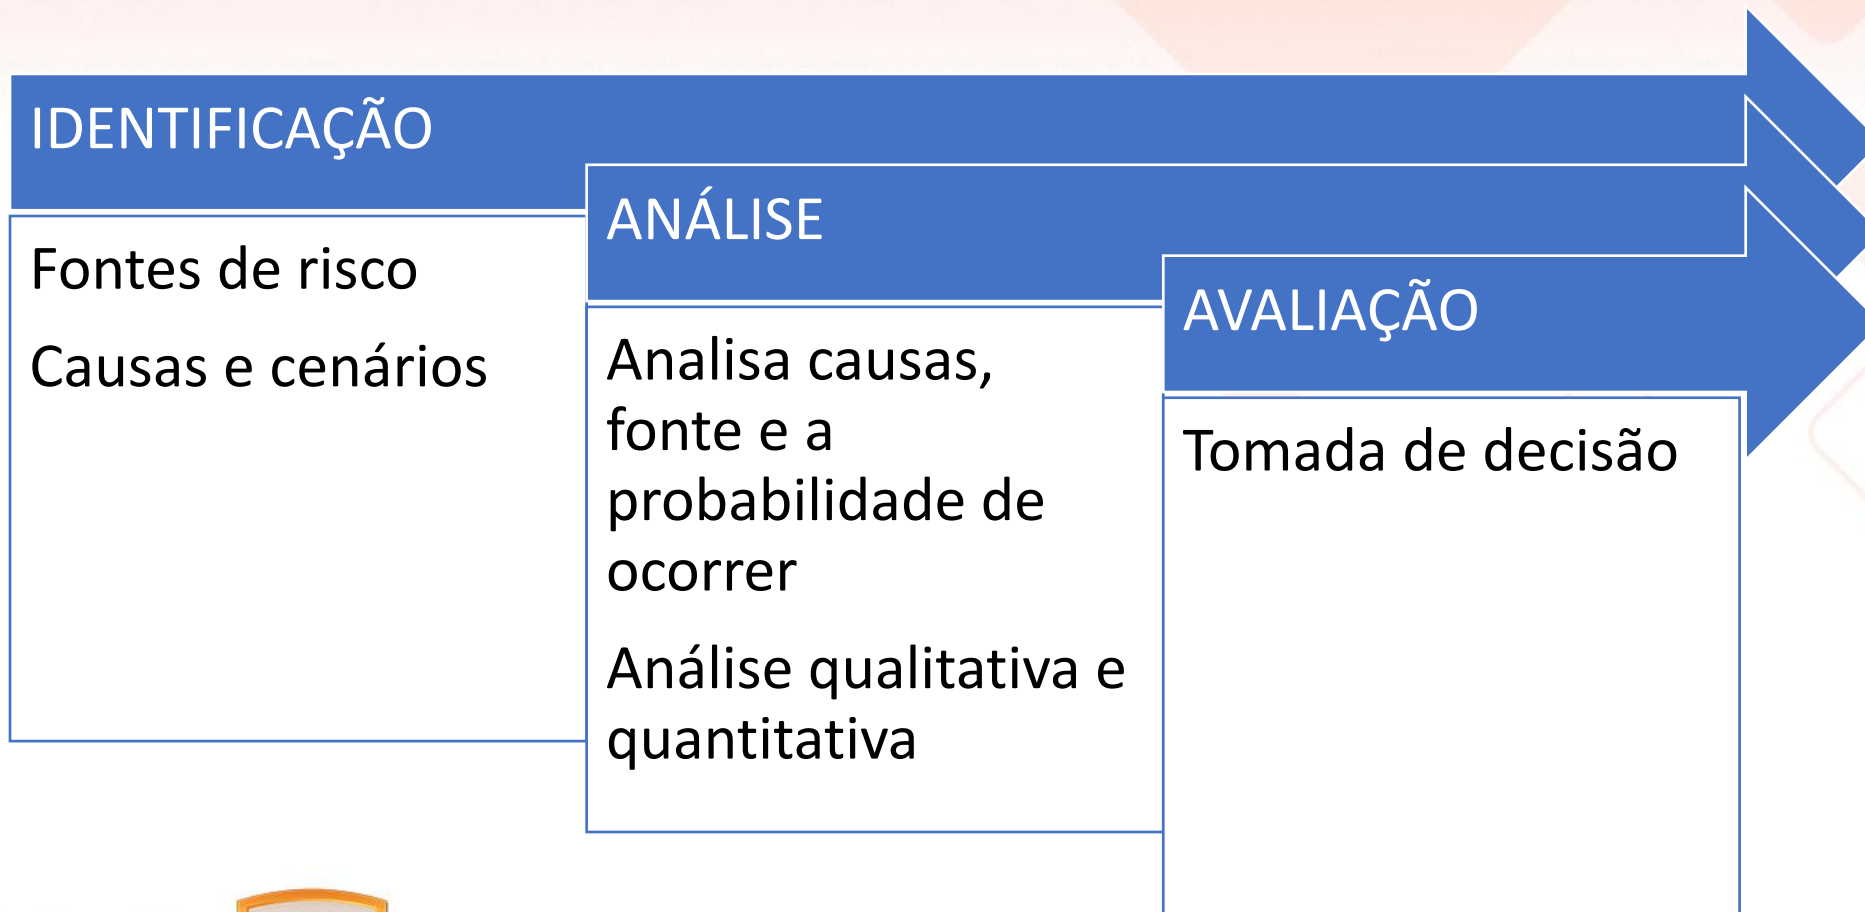 IDENTIFICAÇÃO
Fontes de risco
Causas e cenários
ANÁLISE
Analisa causas,
fonte e a
probabilidade de
ocorrer
Análise qualitativa e
quantitativa
AVALIAÇÃO
Tomada de decisão